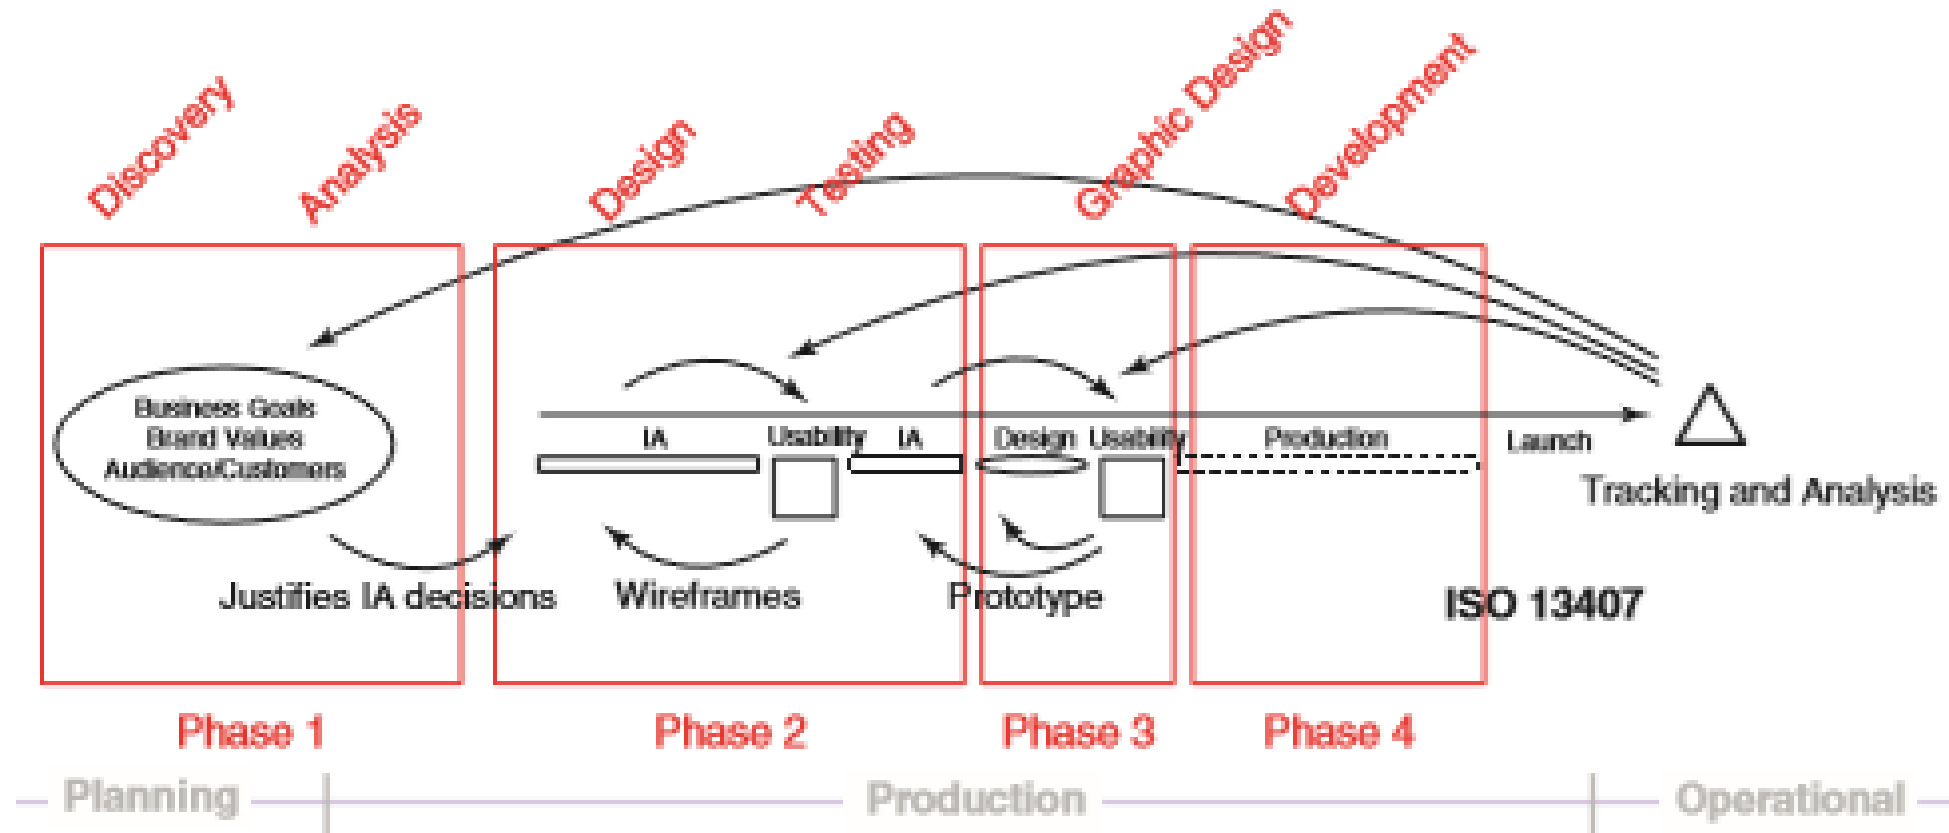 Discovery
Analysis
Design
Testing
Graphic Design
Development
Business Goals
Brand Values
Audience/Customers
IA
Usability
IA
Design
Usability
Production
Launch
Tracking and Analysis
Justifies IA decisions
Wireframes
Prototype
ISO 13407
Phase 1
Phase 2
Phase 3
Phase 4
Planning
Production
Operational